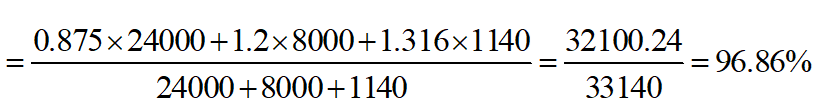 = (0.875×24000+1.2×8000+1.316×1140)/(24000+8000+1140) = 32100.24/33140 = 96.86%